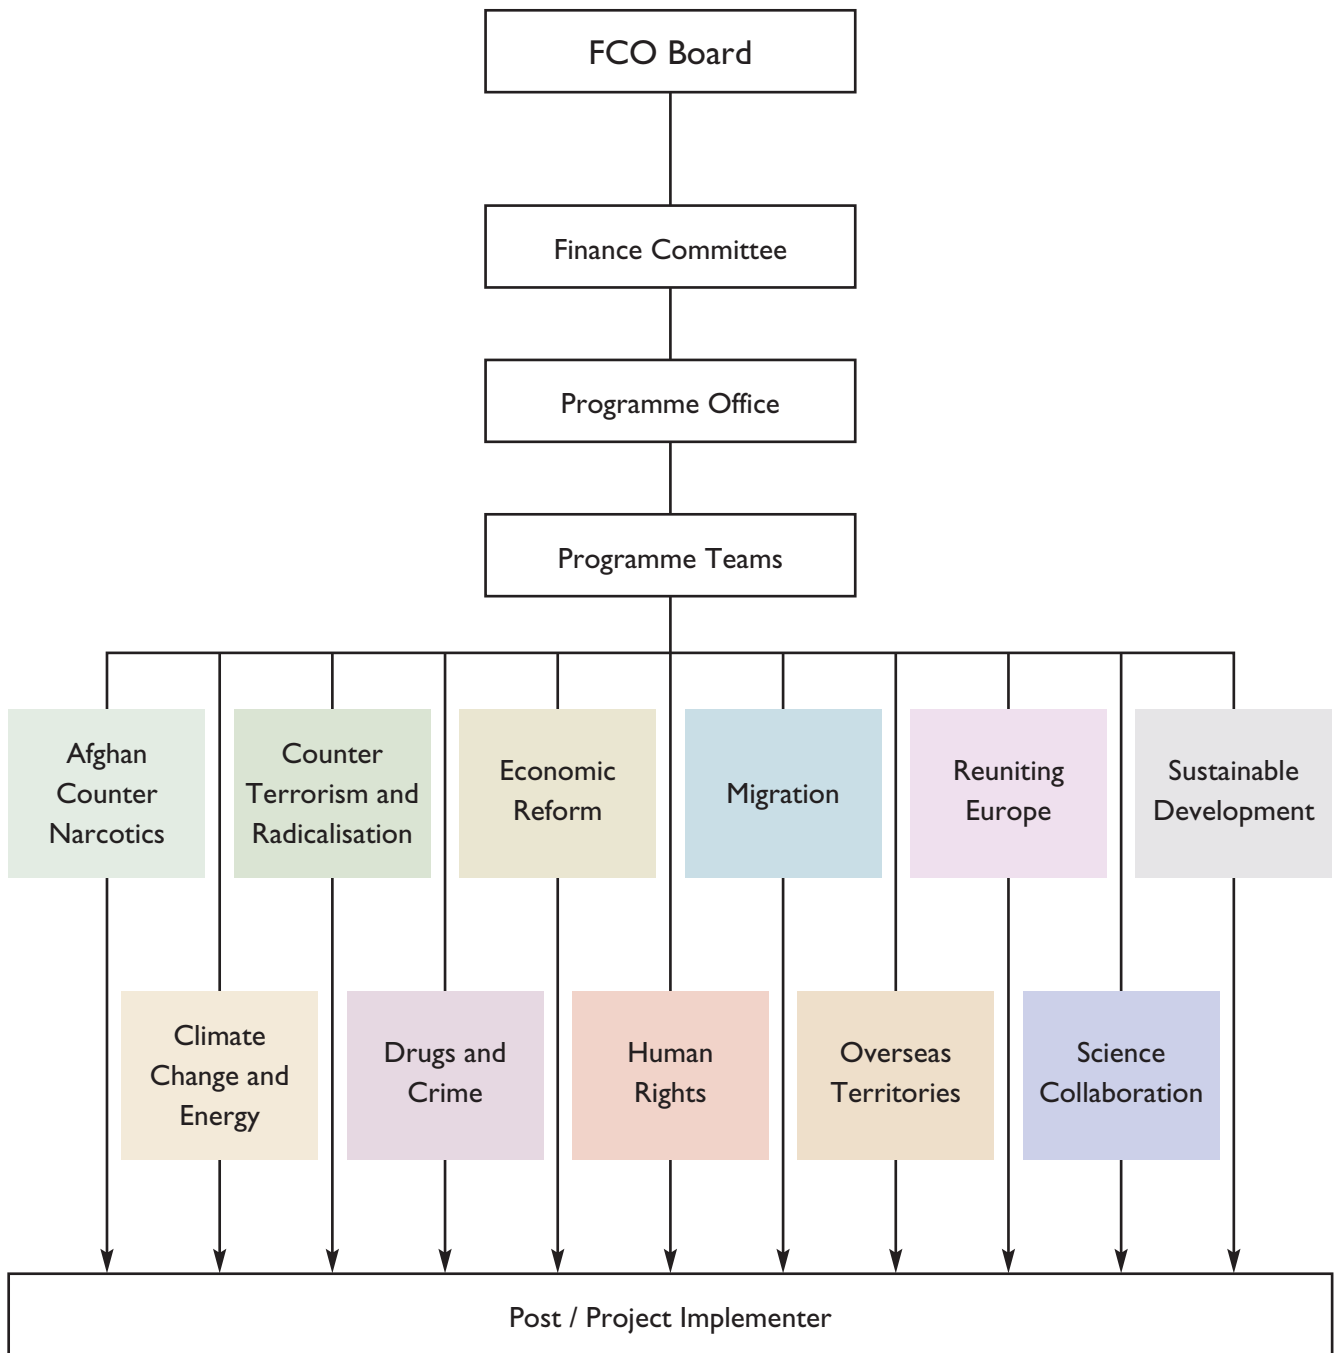 FCO Board
Finance Committee
Programme Office
Programme Teams
Afghan
Counter
Narcotics
Counter
Terrorism and
Radicalisation
Economic
Reform
Migration
Reuniting
Europe
Sustainable
Development
Climate
Change and
Energy
Drugs and
Crime
Human
Rights
Overseas
Territories
Science
Collaboration
Post / Project Implementer